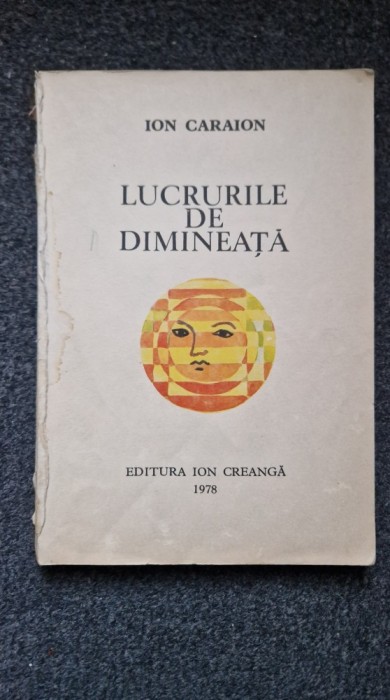 ION CARAION
LUCRURILE
DE
DIMINEAȚĂ
EDITURA ION CREANGĂ
1978